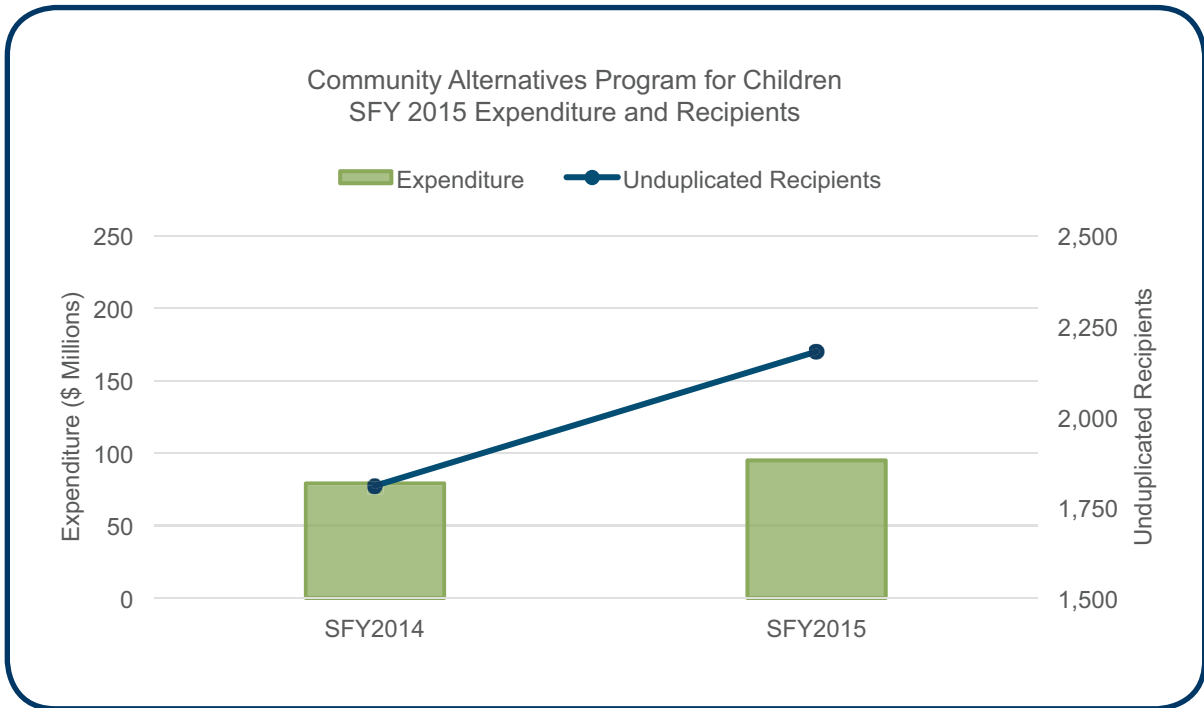 Community Alternatives Program for Children
SFY 2015 Expenditure and Recipients
Expenditure
Unduplicated Recipients
Expenditure ($ Millions)
250
200
150
100
50
0
2,500
2,250
2,000
1,750
1,500
Unduplicated Recipients
SFY2014
SFY2015